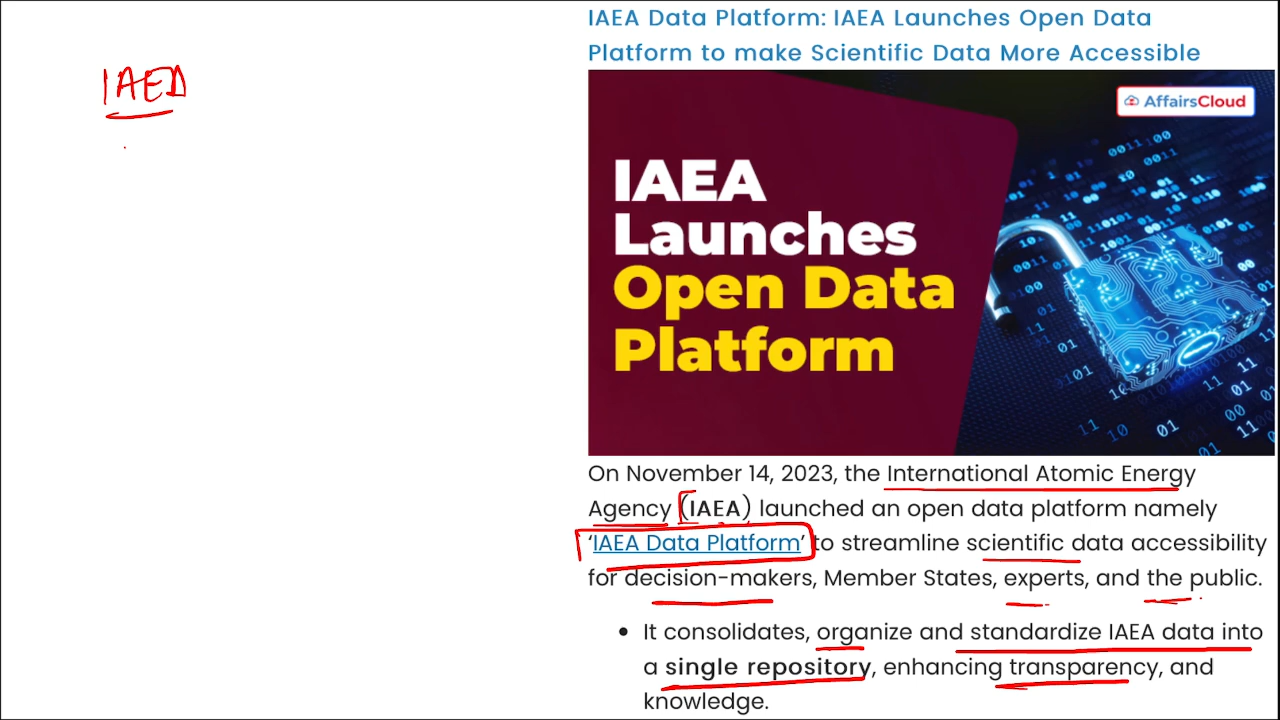 IAEA Data Platform: IAEA Launches Open Data
Platform to make Scientific Data More Accessible
IAEA
AffairsCloud
IAEA
Launches
Open Data
Platform
On November 14, 2023, the International Atomic Energy
Agency (IAEA) launched an open data platform namely
‘IAEA Data Platform’ to streamline scientific data accessibility
for decision-makers, Member States, experts, and the public.
• It consolidates, organize and standardize IAEA data into
a single repository, enhancing transparency, and
knowledge.